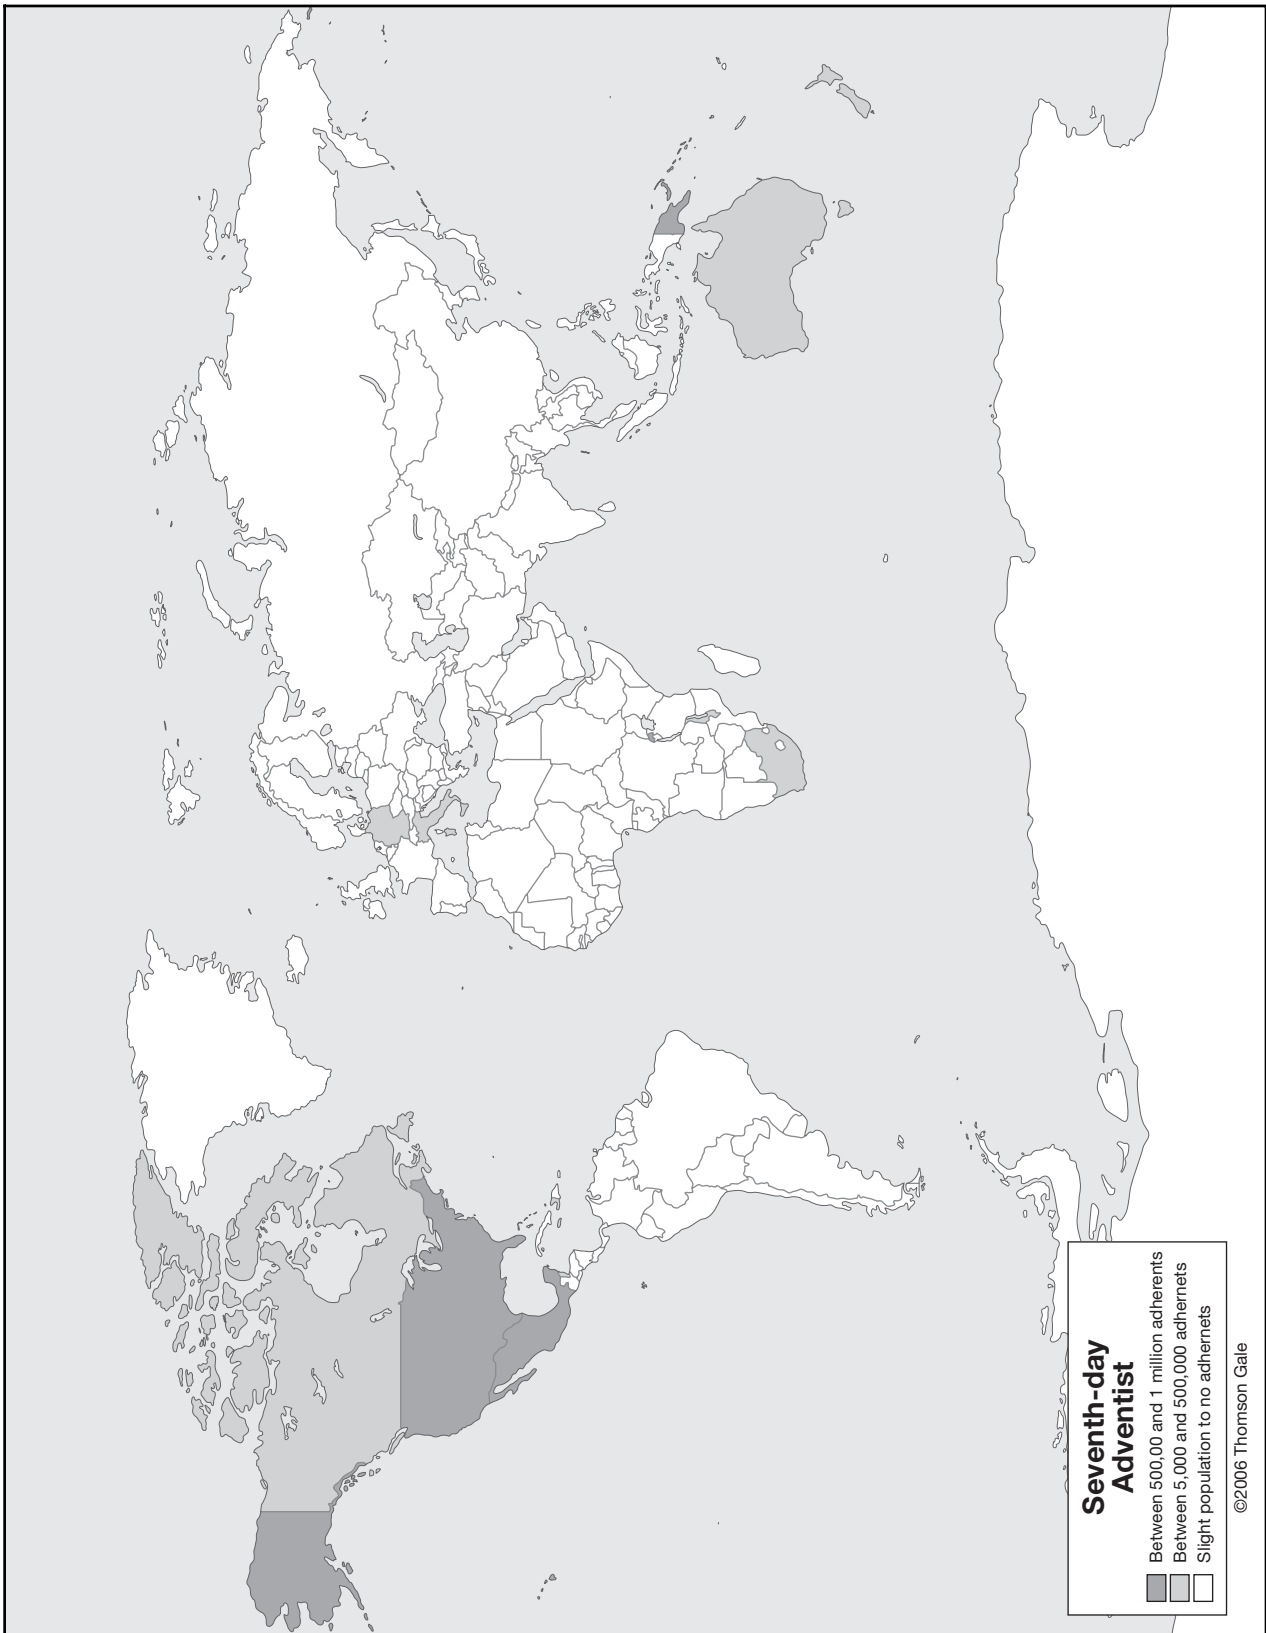 Seventh-day
Adventist
Between 500,00 and 1 million adherents
Between 5,000 and 500,000 adhernets
Slight population to no adhernets
©2006 Thomson Gale